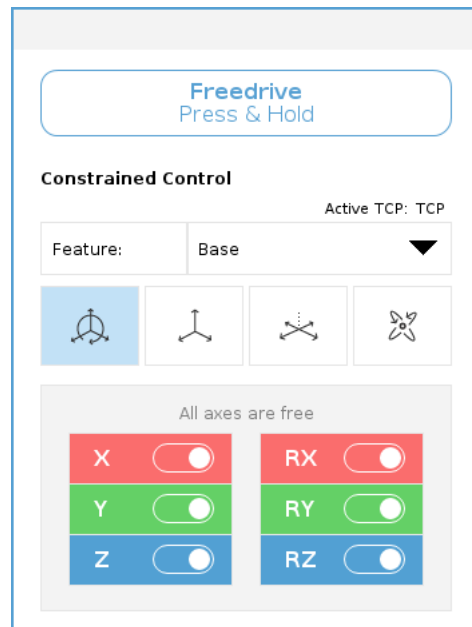 Freedrive
Press & Hold
Constrained Control
Active TCP: TCP
Feature: Base
All axes are free
X RX
Y RY
Z RZ